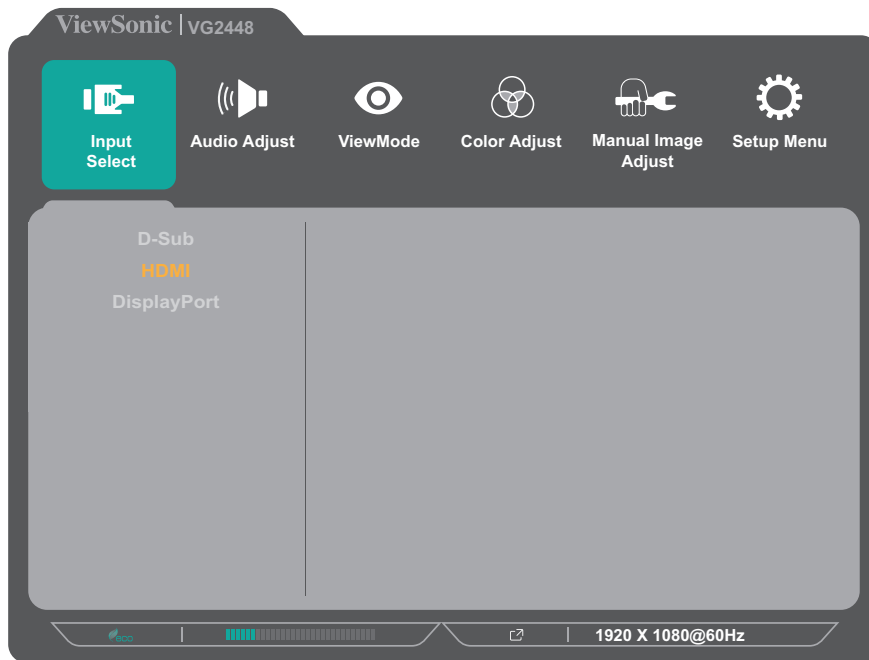 ViewSonic | VG2448
Input
Select
Audio Adjust
ViewMode
Color Adjust
Manual Image
Adjust
Setup Menu
D-Sub
HDMI
DisplayPort
eco
1920 X 1080@60Hz